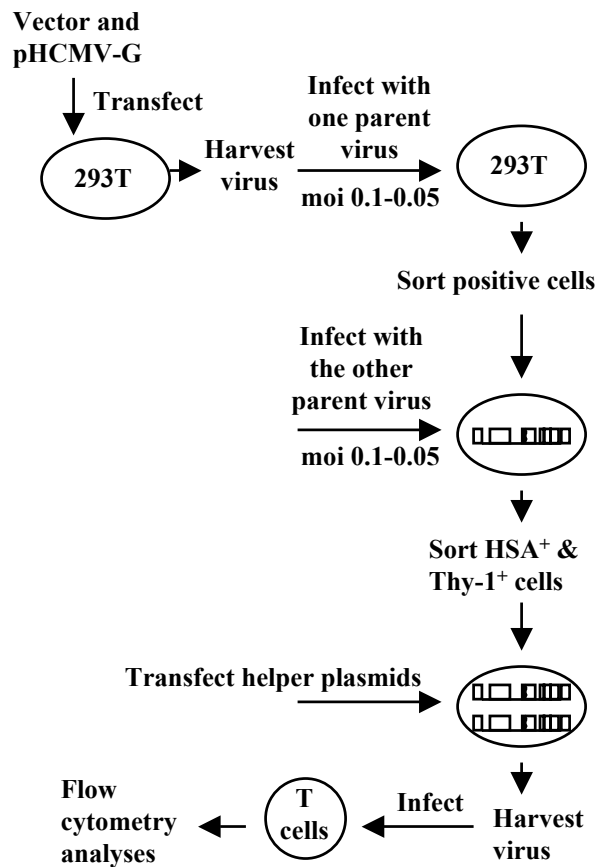 Vector and
pHCMV-G
Transfect
293T
Harvest
virus
Infect with
one parent
virus
moi 0.1-0.05
293T
Sort positive cells
Infect with
the other
parent virus
moi 0.1-0.05
Sort HSA⁺ &
Thy-1⁺ cells
Transfect helper plasmids
Harvest
virus
Infect
T
cells
Flow
cytometry
analyses